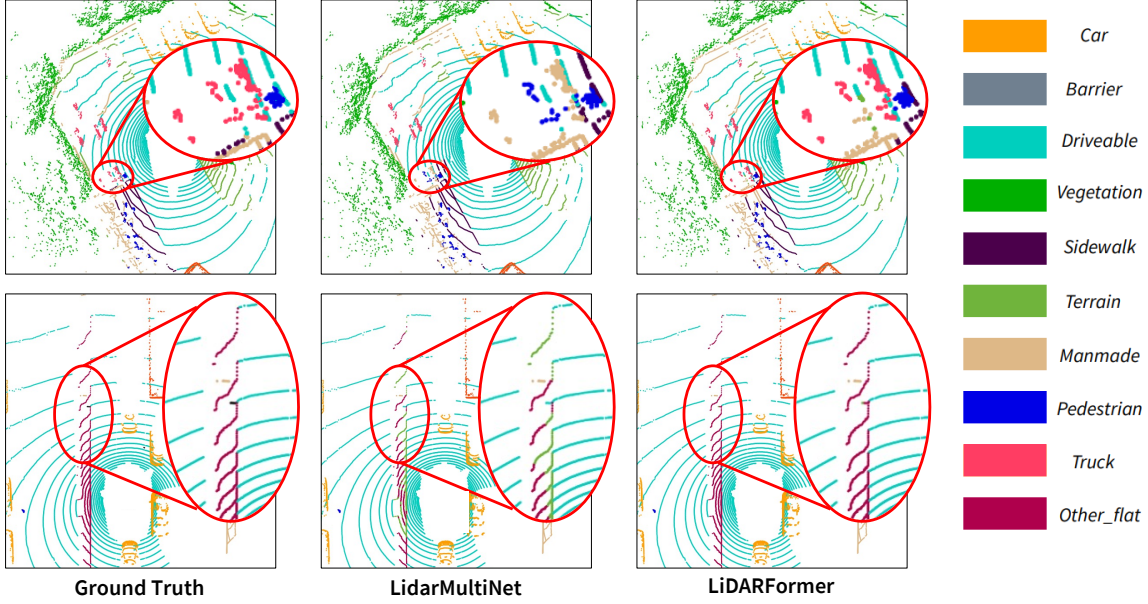 Car
Barrier
Driveable
Vegetation
Sidewalk
Terrain
Manmade
Pedestrian
Truck
Other_flat
Ground Truth
LidarMultiNet
LiDARFormer